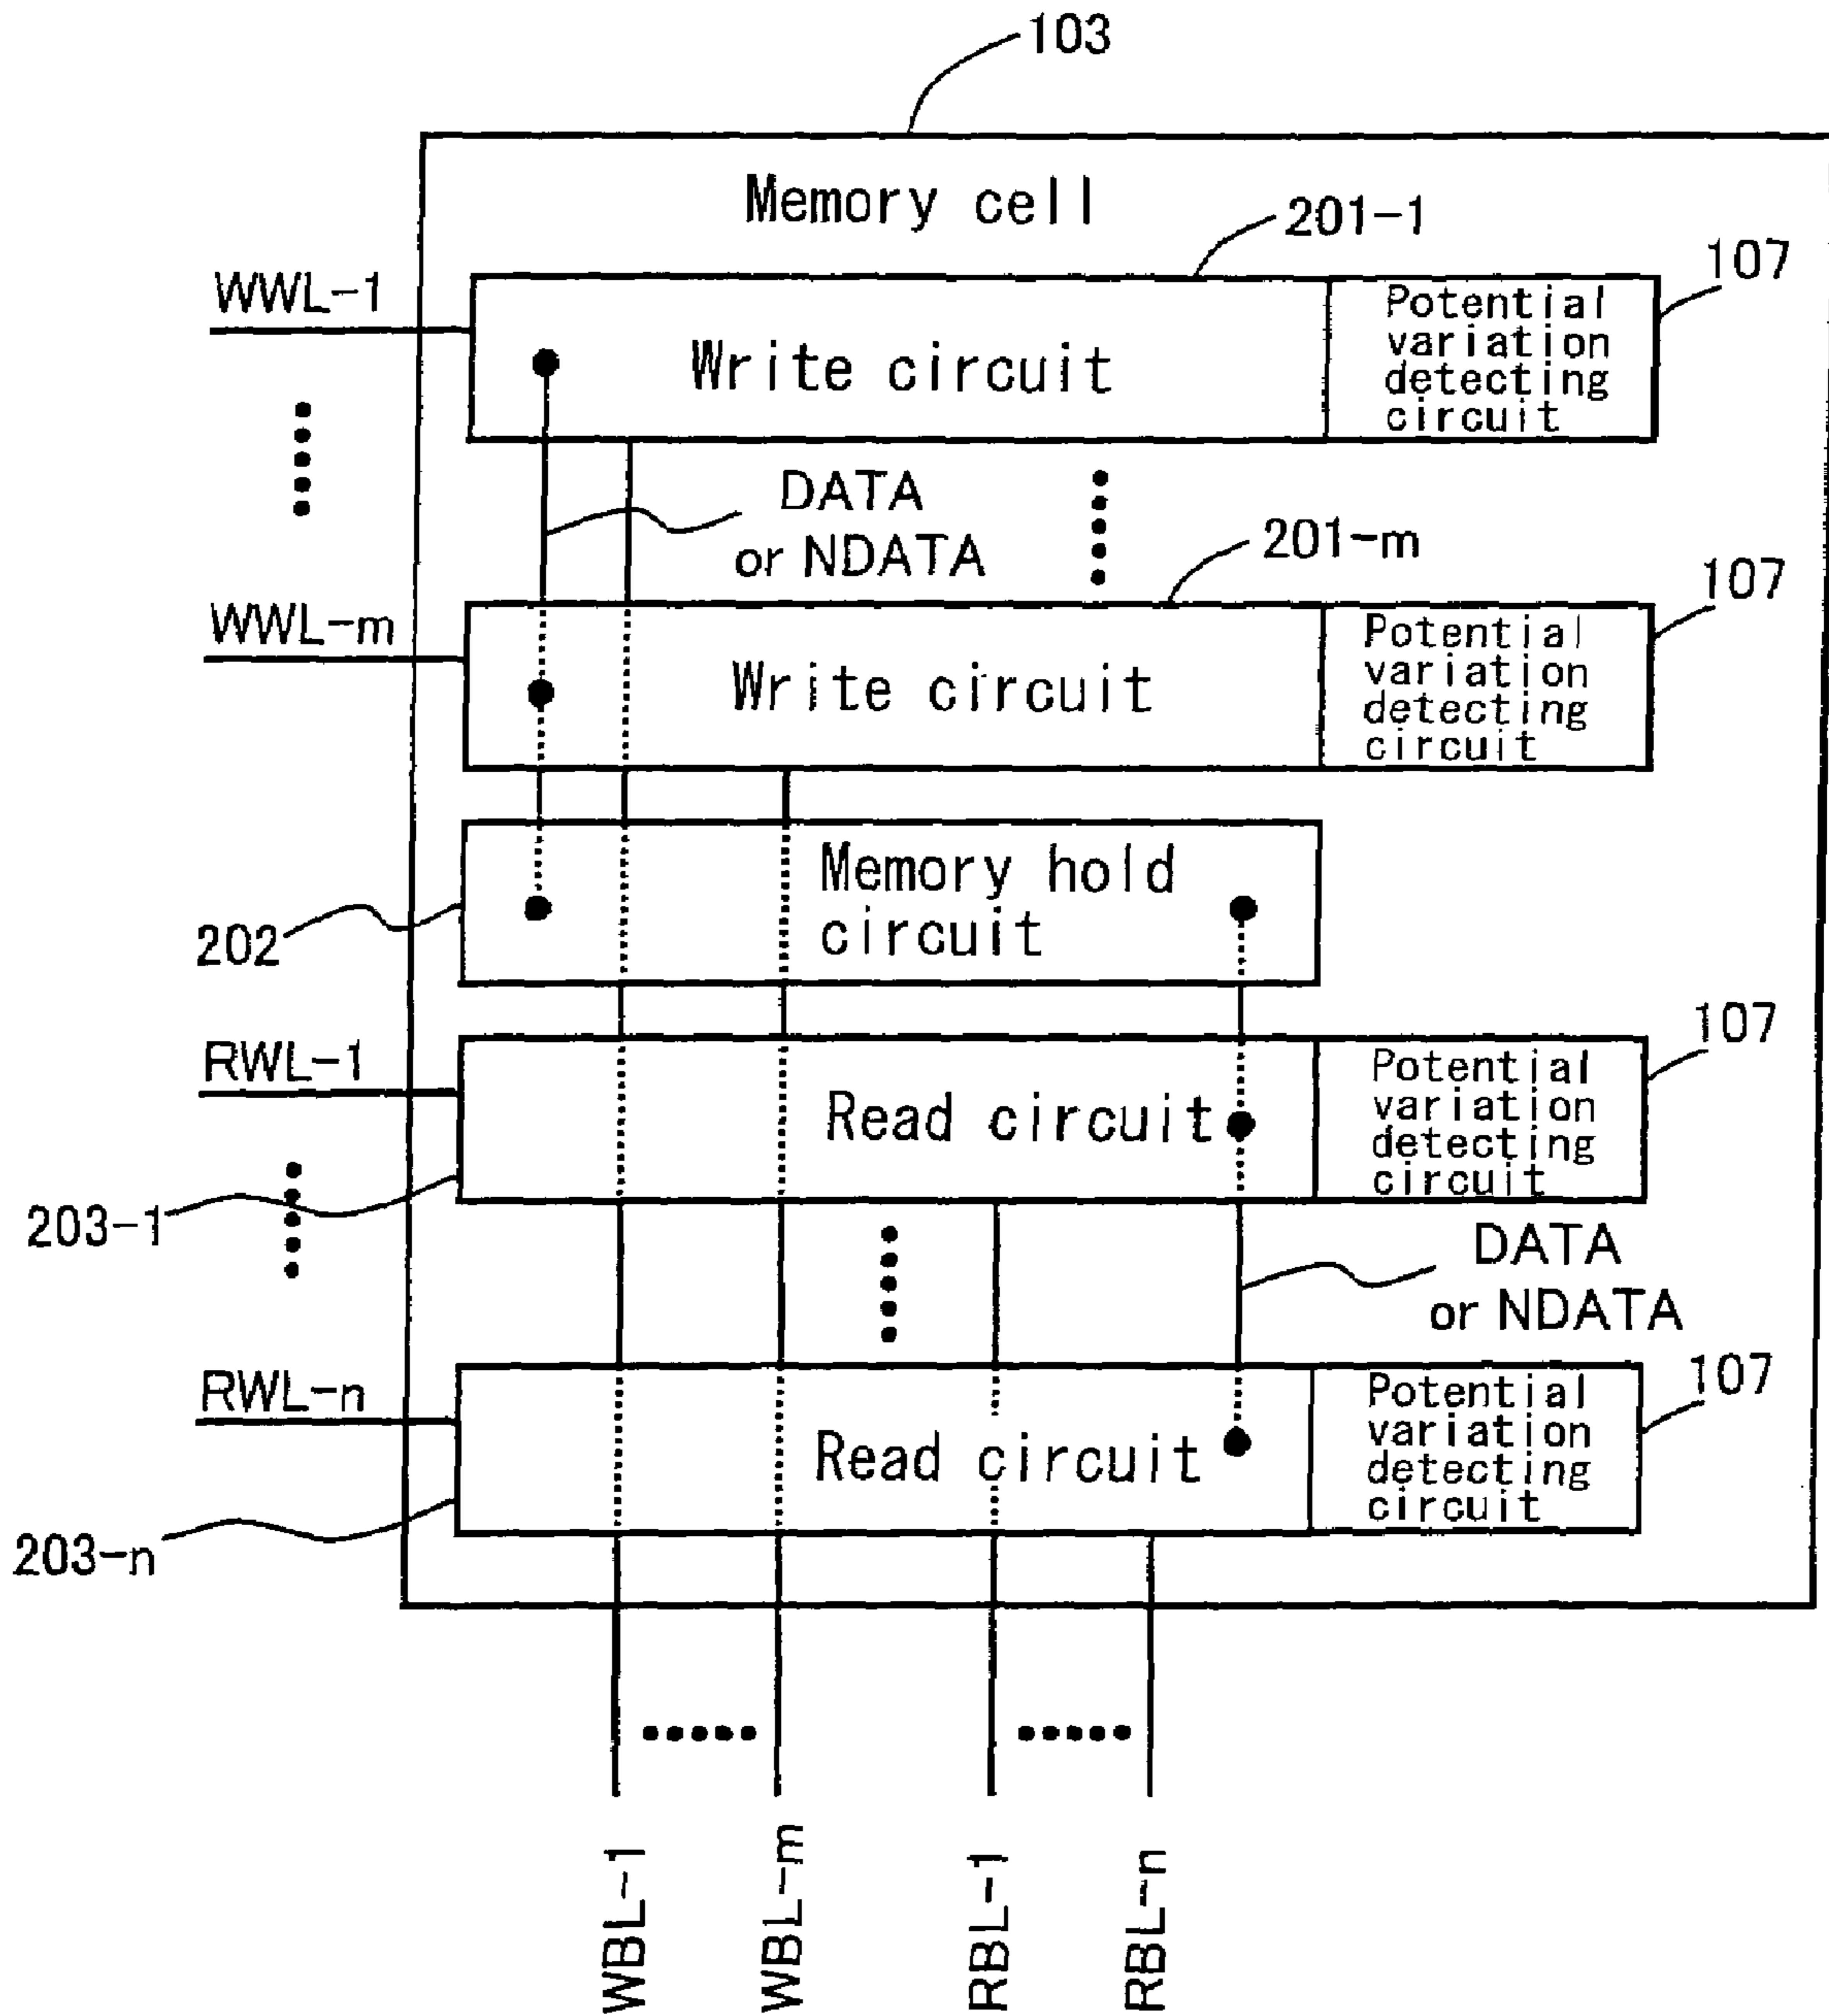 103
Memory cell
201-1
107
WWL-1
Write circuit
Potential
variation
detecting
circuit
DATA
or NDATA
201-m
107
WWL-m
Write circuit
Potential
variation
detecting
circuit
Memory hold
circuit
202
107
RWL-1
Read circuit
Potential
variation
detecting
circuit
203-1
DATA
or NDATA
107
RWL-n
Read circuit
Potential
variation
detecting
circuit
203-n
WBL-1
WBL-m
RBL-1
RBL-n